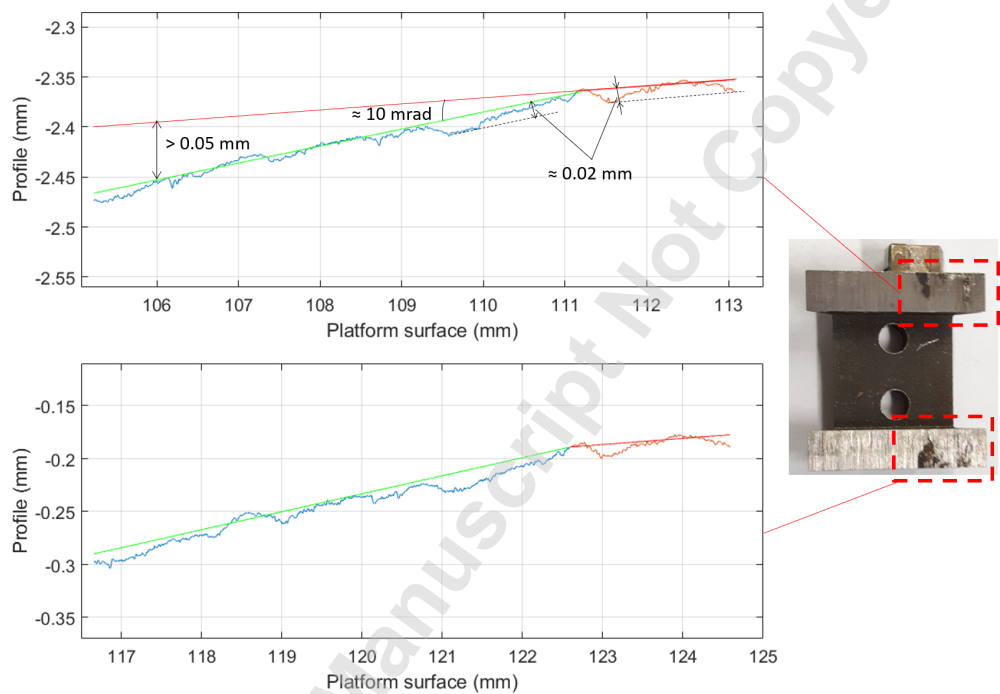 -2.3
-2.35
-2.4
-2.45
-2.5
-2.55
Profile (mm)
≈ 10 mrad
> 0.05 mm
≈ 0.02 mm
106 107 108 109 110 111 112 113
Platform surface (mm)
-0.15
-0.2
-0.25
-0.3
-0.35
Profile (mm)
117 118 119 120 121 122 123 124 125
Platform surface (mm)
Manuscript Not Copye